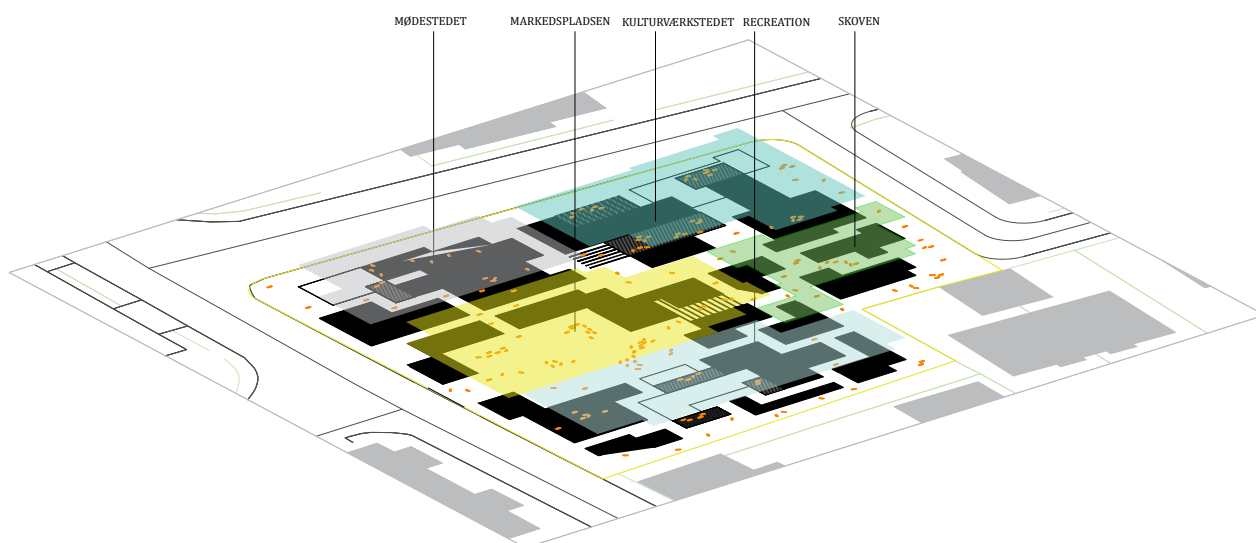 MØDESTEDET
MARKEDSPLADSEN
KULTURVÆRKSTEDET
RECREATION
SKOVEN